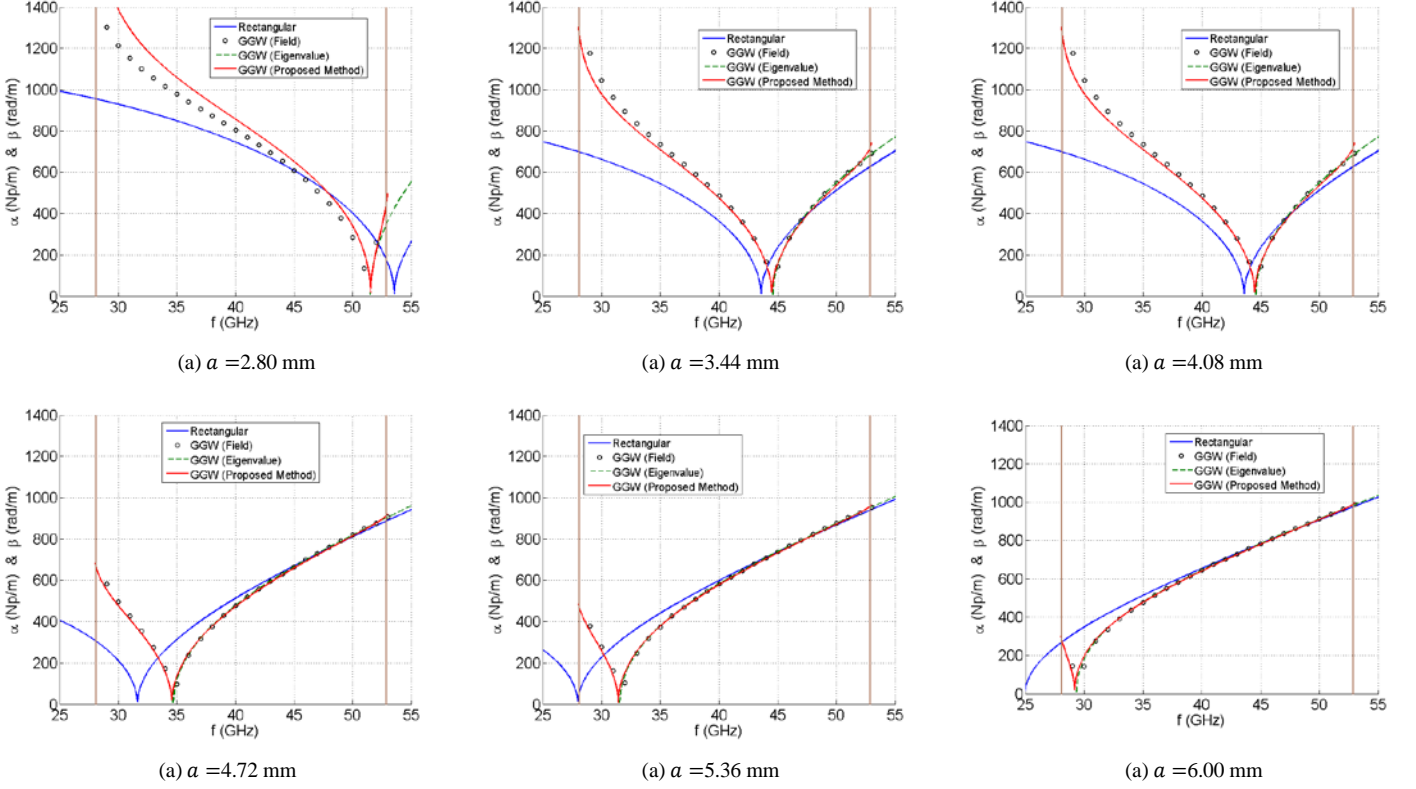 1400
1200
1000
800
600
400
200
0
α (Np/m) & β (rad/m)
Rectangular
GGW (Field)
GGW (Eigenvalue)
GGW (Proposed Method)
25 30 35 40 45 50 55
f (GHz)
(a) a =2.80 mm
1400
1200
1000
800
600
400
200
0
α (Np/m) & β (rad/m)
Rectangular
GGW (Field)
GGW (Eigenvalue)
GGW (Proposed Method)
25 30 35 40 45 50 55
f (GHz)
(a) a =3.44 mm
1400
1200
1000
800
600
400
200
0
α (Np/m) & β (rad/m)
Rectangular
GGW (Field)
GGW (Eigenvalue)
GGW (Proposed Method)
25 30 35 40 45 50 55
f (GHz)
(a) a =4.08 mm
1400
1200
1000
800
600
400
200
0
α (Np/m) & β (rad/m)
Rectangular
GGW (Field)
GGW (Eigenvalue)
GGW (Proposed Method)
25 30 35 40 45 50 55
f (GHz)
(a) a =4.72 mm
1400
1200
1000
800
600
400
200
0
α (Np/m) & β (rad/m)
Rectangular
GGW (Field)
GGW (Eigenvalue)
GGW (Proposed Method)
25 30 35 40 45 50 55
f (GHz)
(a) a =5.36 mm
1400
1200
1000
800
600
400
200
0
α (Np/m) & β (rad/m)
Rectangular
GGW (Field)
GGW (Eigenvalue)
GGW (Proposed Method)
25 30 35 40 45 50 55
f (GHz)
(a) a =6.00 mm